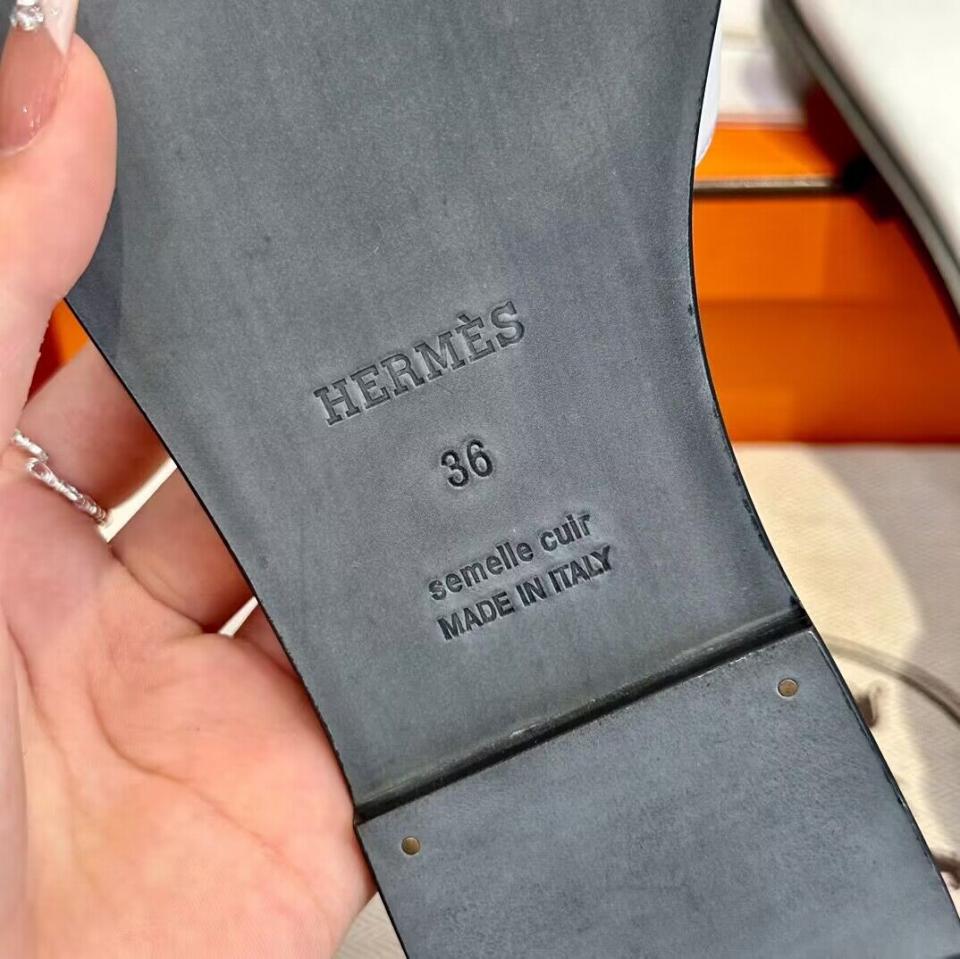 HERMÈS
36
semelle cuir
MADE IN ITALY